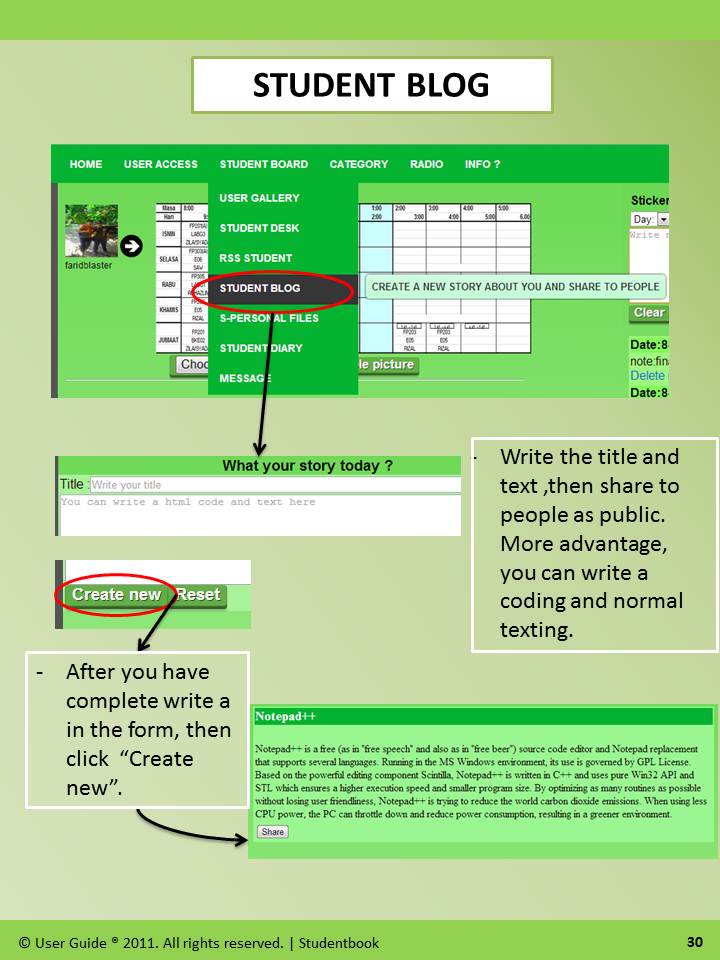 STUDENT BLOG
HOME USER ACCESS STUDENT BOARD CATEGORY RADIO INFO ?
USER GALLERY
STUDENT DESK
RSS STUDENT
STUDENT BLOG
S-PERSONAL FILES
STUDENT DIARY
MESSAGE
CREATE A NEW STORY ABOUT YOU AND SHARE TO PEOPLE
faridblaster
Masa 8:00 1:00 2:00 3:00 4:00 5:00
Hari 2:00 3:00 4:00 5:00 6.00
ISNIN
SELASA
RABU
KHAMIS
JUMAAT
FP201
BKE02
FP203 FP203
E05 E05
RIZAL RIZAL
Choo
le picture
Sticker
Day:
Write n
Clear
Date:8
note:fina
Delete
Date:8
What your story today ?
Title : Write your title
You can write a html code and text here
- Write the title and
text ,then share to
people as public.
More advantage,
you can write a
coding and normal
texting.
Create new Reset
- After you have
complete write a
in the form, then
click “Create
new”.
Notepad++
Notepad++ is a free (as in "free speech" and also as in "free beer") source code editor and Notepad replacement
that supports several languages. Running in the MS Windows environment, its use is governed by GPL License.
Based on the powerful editing component Scintilla, Notepad++ is written in C++ and uses pure Win32 API and
STL which ensures a higher execution speed and smaller program size. By optimizing as many routines as possible
without losing user friendliness, Notepad++ is trying to reduce the world carbon dioxide emissions. When using less
CPU power, the PC can throttle down and reduce power consumption, resulting in a greener environment.
Share
© User Guide ® 2011. All rights reserved. | Studentbook
30